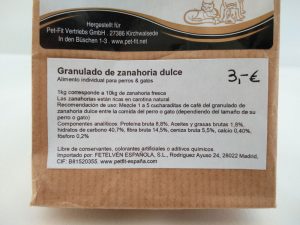 Hergestellt für
Pet-Fit Vertriebs GmbH . 27386 Kirchwalsede
In den Büschen 1-3 . www.pet-fit.net
Granulado de zanahoria dulce
3,-€
Alimento individual para perros & gatos
1kg corresponde a 10kg de zanahoria fresca
Las zanahorias están ricas en carotina natural
Recomendación de uso: Mezcle 1 a 5 cucharaditas de café del granulado de
zanahoria dulce entre la comida del perro o gato (dependiendo del tamaño de su
perro o gato)
Componentes analíticos: Proteína bruta 8,6%, Aceites y grasas brutos 1,8%,
hidratos de carbono 40,7%, fibra bruta 14,5%, ceniza bruta 5,5%, calcio 0,40%,
fósforo 0,2%
Libre de conservantes, colorantes artificiales o aditivos químicos
importado por: FETELVEN ESPAÑOLA, S.L., Rodriguez Ayuso 24, 28022 Madrid,
CIF: B81520355. www.petfit-españa.com